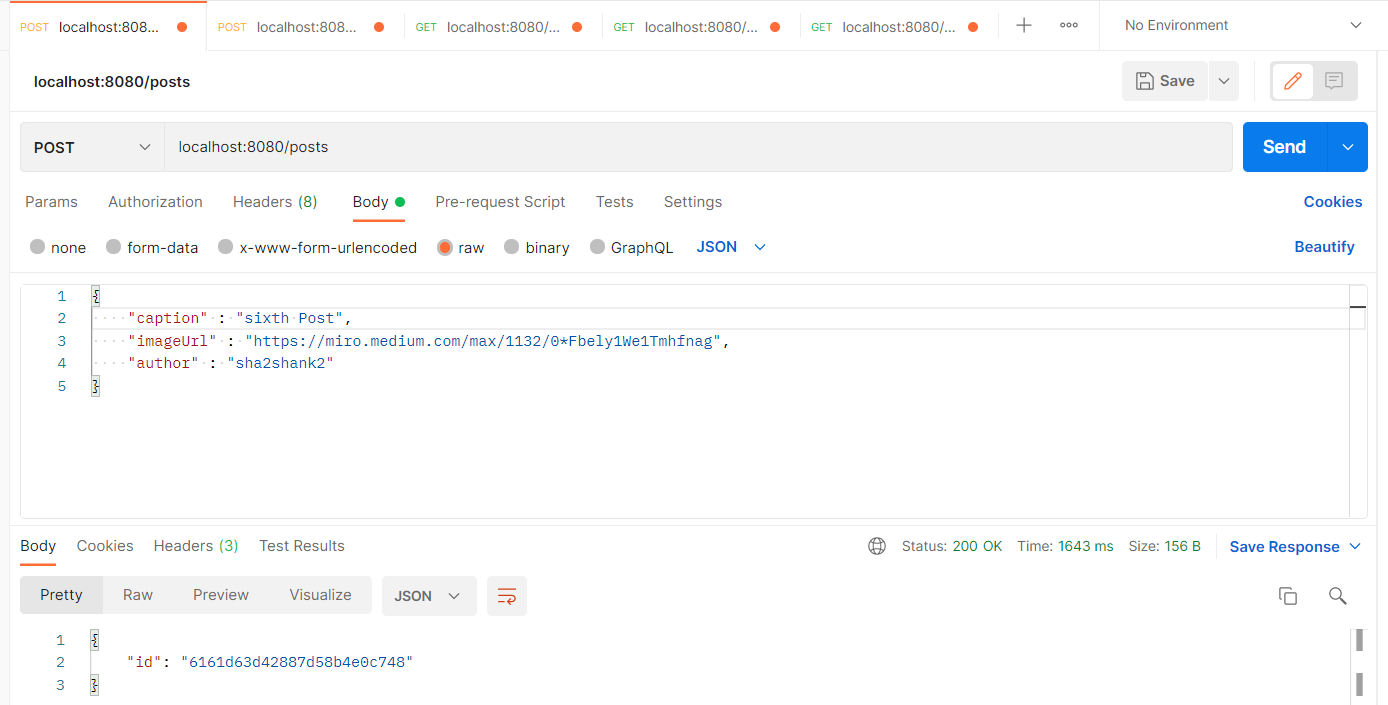 POST localhost:808... POST localhost:808... GET localhost:8080/... GET localhost:8080/... GET localhost:8080/... No Environment
localhost:8080/posts Save
POST localhost:8080/posts Send
Params Authorization Headers (8) Body Pre-request Script Tests Settings Cookies
none form-data x-www-form-urlencoded raw binary GraphQL JSON Beautify
1 {
2 "caption" : "sixth Post",
3 "imageUrl" : "https://miro.medium.com/max/1132/0*Fbely1We1Tmhfnag",
4 "author" : "sha2shank2"
5 }
Body Cookies Headers (3) Test Results Status: 200 OK Time: 1643 ms Size: 156 B Save Response
Pretty Raw Preview Visualize JSON
1 {
2 "id": "6161d63d42887d58b4e0c748"
3 }